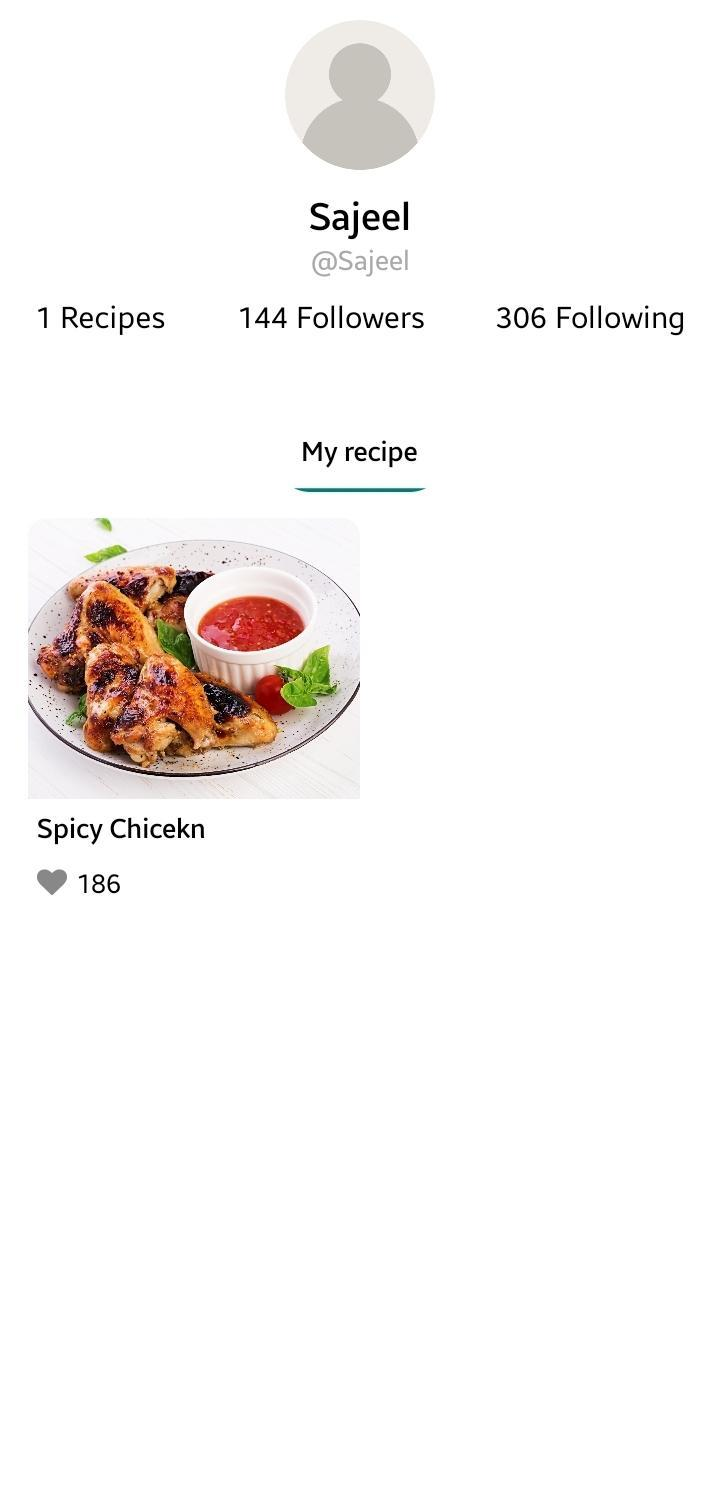 Sajeel
@Sajeel
1 Recipes 144 Followers 306 Following
My recipe
Spicy Chicekn
186